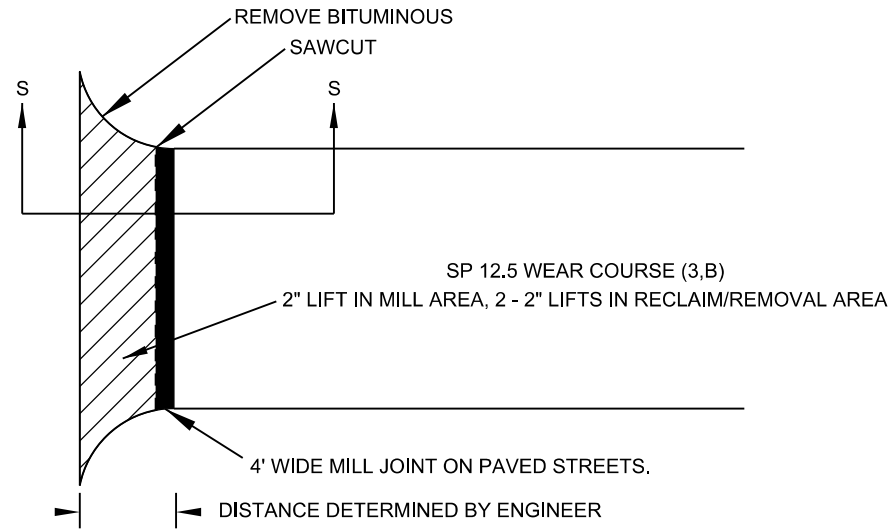 REMOVE BITUMINOUS
SAWCUT
S
S
SP 12.5 WEAR COURSE (3,B)
2" LIFT IN MILL AREA, 2 - 2" LIFTS IN RECLAIM/REMOVAL AREA
4' WIDE MILL JOINT ON PAVED STREETS.
DISTANCE DETERMINED BY ENGINEER